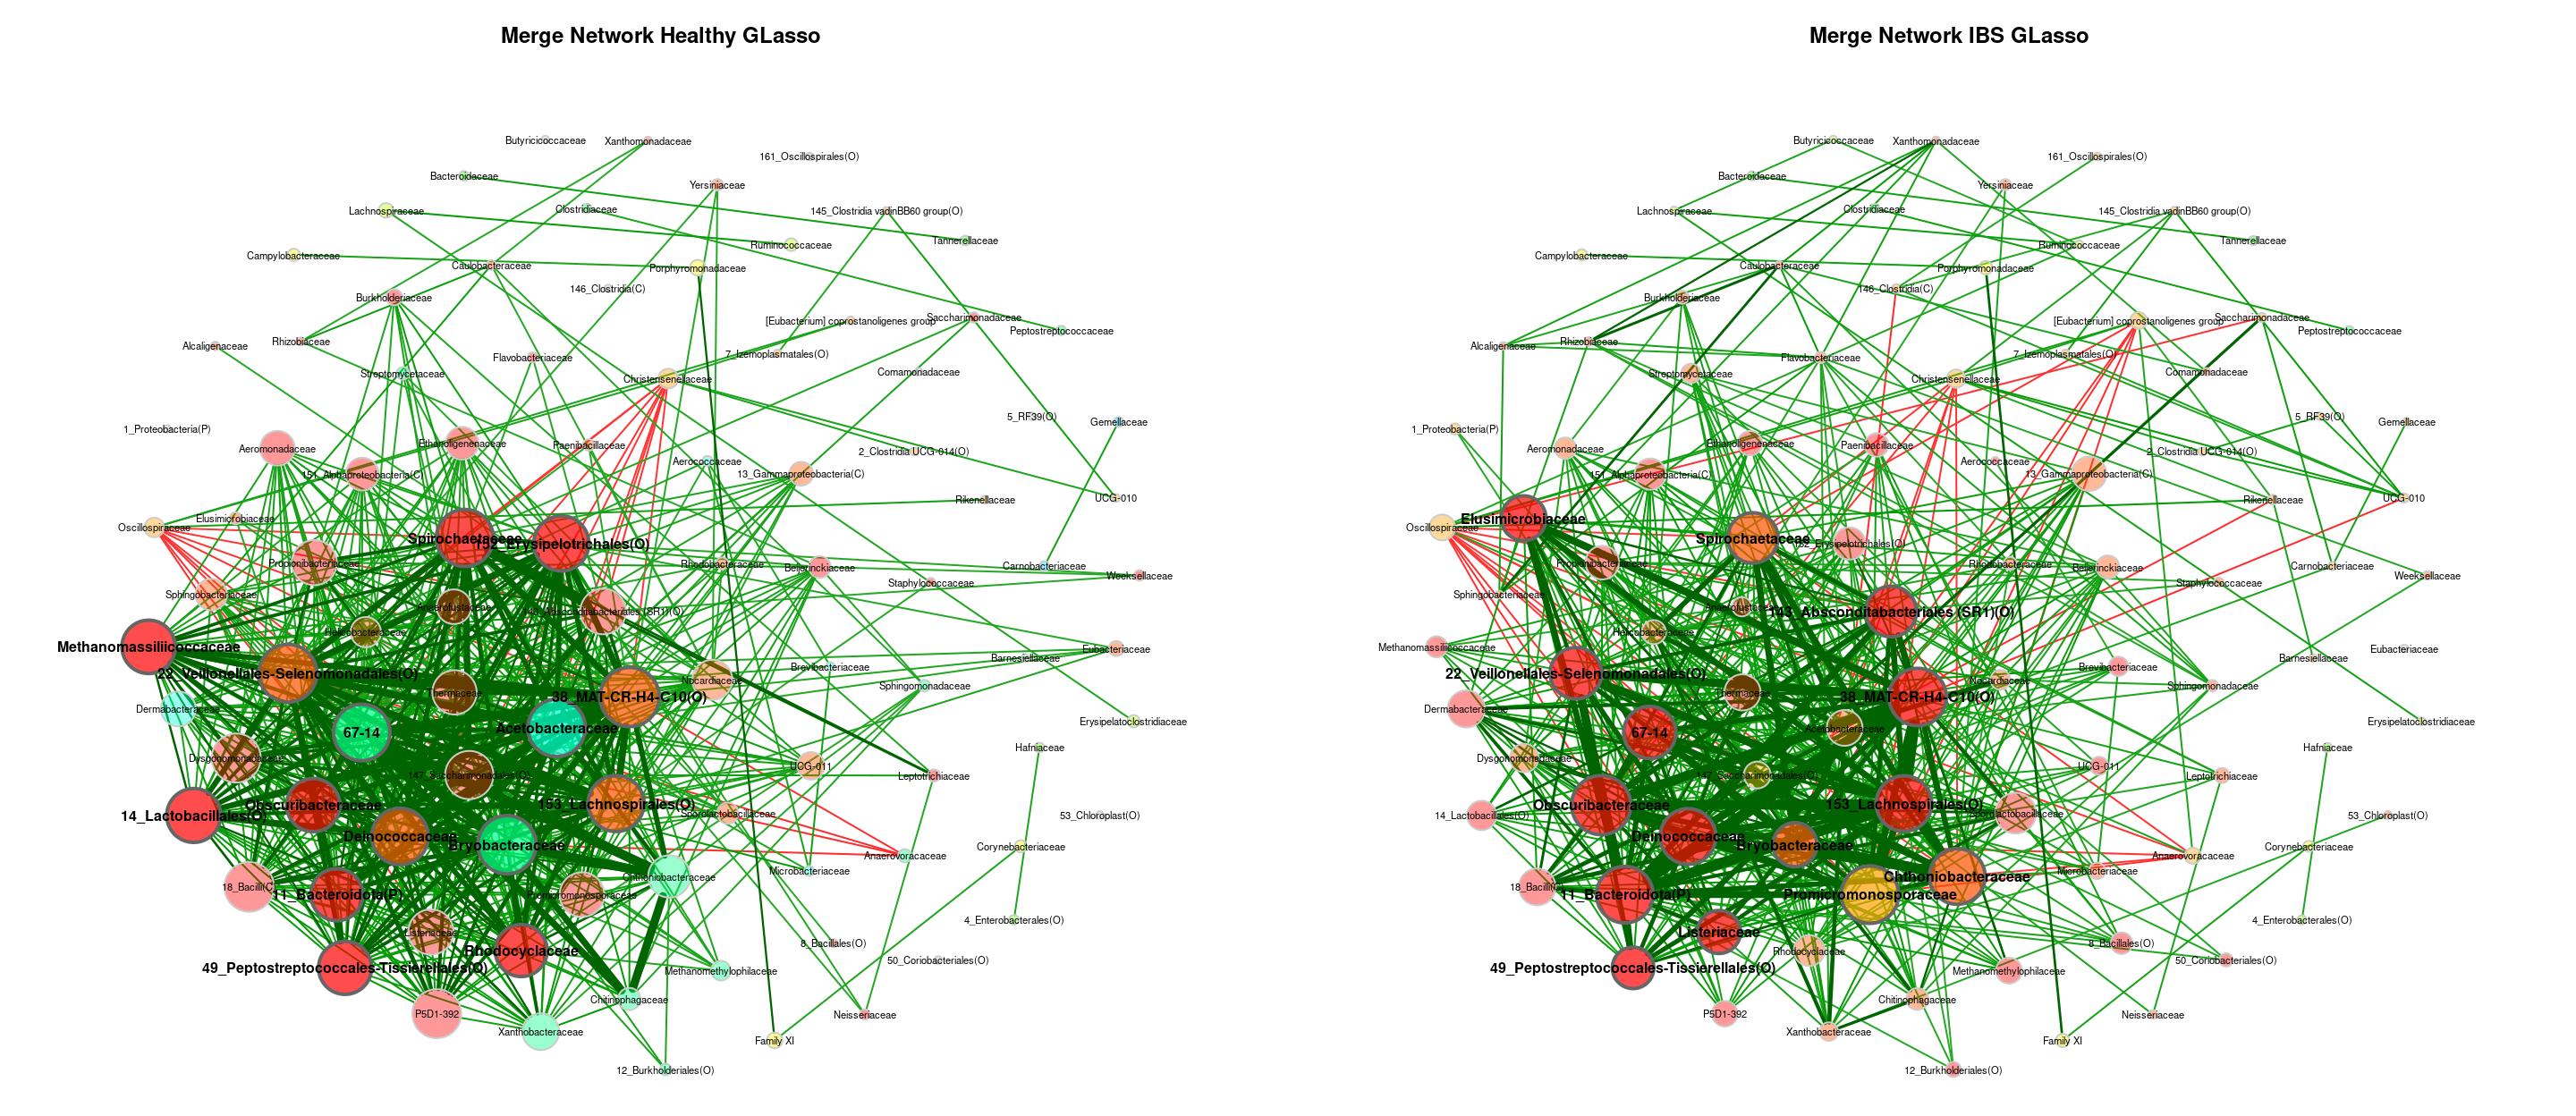 Merge Network Healthy GLasso
Butyricicoccaceae
Xanthomonadaceae
161_Oscillospirales(O)
Bacteroidaceae
Yersiniaceae
Lachnospiraceae
Clostridiaceae
145_Clostridia vadinBB60 group(O)
Tannerellaceae
Ruminococcaceae
Campylobacteraceae
Caulobacteraceae
Porphyromonadaceae
146_Clostridia(C)
Burkholderiaceae
[Eubacterium] coprostanoligenes group
Saccharimonadaceae
Peptostreptococcaceae
Alcaligenaceae
Rhizobiaceae
Flavobacteriaceae
7_Izemoplasmatales(O)
Streptomycetaceae
Christensenellaceae
Comamonadaceae
5_RF39(O)
Gemellaceae
1_Proteobacteria(P)
Aeromonadaceae
Ethanoligenenaceae
Paenibacillaceae
2_Clostridia UCG-014(O)
Aerococcaceae
151_Alphaproteobacteria(C)
13_Gammaproteobacteria(C)
Rikenellaceae
UCG-010
Elusimicrobiaceae
Oscillospiraceae
Spirochaetaceae
152_Erysipelotrichales(O)
Propionibacteriaceae
Rhodobacteraceae
Beijerinckiaceae
Carnobacteriaceae
Weeksellaceae
Staphylococcaceae
Sphingobacteriaceae
Anaerofustaceae
143_Absconditabacteriales (SR1)(O)
Helicobacteraceae
Methanomassiliicoccaceae
Eubacteriaceae
Barnesiellaceae
Brevibacteriaceae
22_Veillonellales-Selenomonadales(O)
Nocardiaceae
Sphingomonadaceae
Thermaceae
38_MAT-CR-H4-C10(O)
Dermabacteraceae
Erysipelatoclostridiaceae
67-14
Acetobacteraceae
Hafniaceae
Dysgonomonadaceae
UCG-011
147_Saccharimonadales(O)
Leptotrichiaceae
Obscuribacteraceae
153_Lachnospirales(O)
14_Lactobacillales(O)
Sporolactobacillaceae
53_Chloroplast(O)
Deinococcaceae
Bryobacteraceae
Corynebacteriaceae
Anaerovoracaceae
Microbacteriaceae
Chthoniobacteraceae
18_Bacilli(C)
11_Bacteroidota(P)
Promicromonosporaceae
4_Enterobacterales(O)
Listeriaceae
8_Bacillales(O)
Rhodocyclaceae
50_Coriobacteriales(O)
49_Peptostreptococcales-Tissierellales(O)
Methanomethylophilaceae
Chitinophagaceae
P5D1-392
Neisseriaceae
Xanthobacteraceae
Family XI
12_Burkholderiales(O)
Merge Network IBS GLasso
Butyricicoccaceae
Xanthomonadaceae
161_Oscillospirales(O)
Bacteroidaceae
Yersiniaceae
Lachnospiraceae
Clostridiaceae
145_Clostridia vadinBB60 group(O)
Tannerellaceae
Ruminococcaceae
Campylobacteraceae
Caulobacteraceae
Porphyromonadaceae
146_Clostridia(C)
Burkholderiaceae
[Eubacterium] coprostanoligenes group
Saccharimonadaceae
Peptostreptococcaceae
Alcaligenaceae
Rhizobiaceae
Flavobacteriaceae
7_Izemoplasmatales(O)
Streptomycetaceae
Christensenellaceae
Comamonadaceae
5_RF39(O)
Gemellaceae
1_Proteobacteria(P)
Aeromonadaceae
Ethanoligenenaceae
Paenibacillaceae
2_Clostridia UCG-014(O)
Aerococcaceae
151_Alphaproteobacteria(C)
13_Gammaproteobacteria(C)
Rikenellaceae
UCG-010
Elusimicrobiaceae
Oscillospiraceae
Spirochaetaceae
152_Erysipelotrichales(O)
Propionibacteriaceae
Rhodobacteraceae
Beijerinckiaceae
Carnobacteriaceae
Weeksellaceae
Staphylococcaceae
Sphingobacteriaceae
Anaerofustaceae
143_Absconditabacteriales (SR1)(O)
Helicobacteraceae
Methanomassiliicoccaceae
Eubacteriaceae
Barnesiellaceae
Brevibacteriaceae
22_Veillonellales-Selenomonadales(O)
Nocardiaceae
Sphingomonadaceae
Thermaceae
38_MAT-CR-H4-C10(O)
Dermabacteraceae
Erysipelatoclostridiaceae
67-14
Acetobacteraceae
Hafniaceae
Dysgonomonadaceae
UCG-011
147_Saccharimonadales(O)
Leptotrichiaceae
Obscuribacteraceae
153_Lachnospirales(O)
14_Lactobacillales(O)
Sporolactobacillaceae
53_Chloroplast(O)
Deinococcaceae
Bryobacteraceae
Corynebacteriaceae
Anaerovoracaceae
Microbacteriaceae
Chthoniobacteraceae
18_Bacilli(C)
11_Bacteroidota(P)
Promicromonosporaceae
4_Enterobacterales(O)
Listeriaceae
8_Bacillales(O)
Rhodocyclaceae
50_Coriobacteriales(O)
49_Peptostreptococcales-Tissierellales(O)
Methanomethylophilaceae
Chitinophagaceae
P5D1-392
Neisseriaceae
Xanthobacteraceae
Family XI
12_Burkholderiales(O)